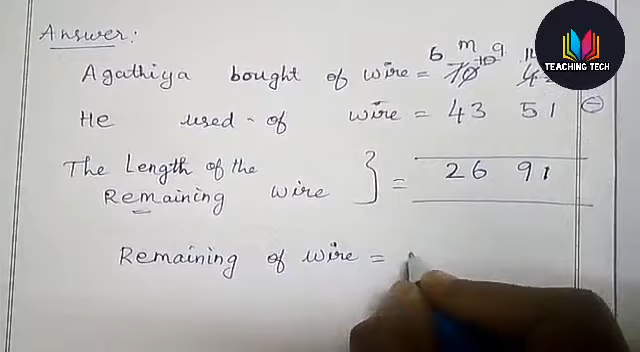 Answer:
6 m 10 9 14
Agathiya bought of wire = 70 4
He used of wire = 43 51 (-)
The Length of the
Remaining wire } = 26 91
Remaining of wire =
TEACHING TECH